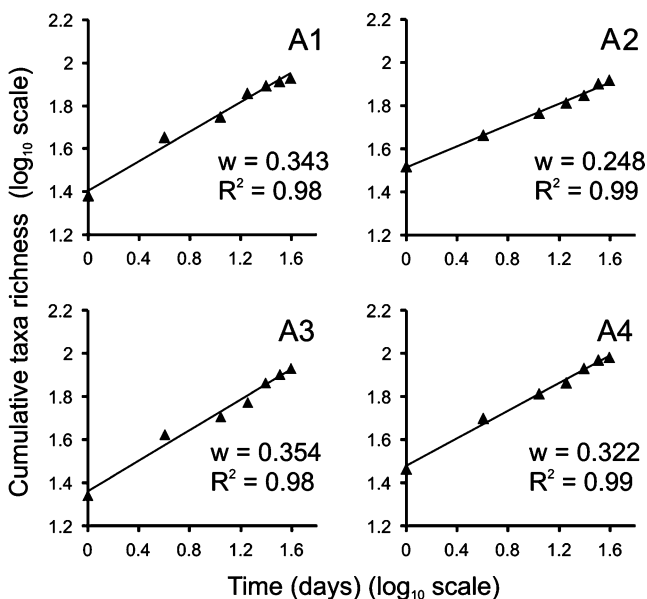 Cumulative taxa richness (log₁₀ scale)
A1
2.2
2
1.8
1.6
1.4
1.2
0 0.4 0.8 1.2 1.6
w = 0.343
R² = 0.98
A2
2.2
2
1.8
1.6
1.4
1.2
0 0.4 0.8 1.2 1.6
w = 0.248
R² = 0.99
A3
2.2
2
1.8
1.6
1.4
1.2
0 0.4 0.8 1.2 1.6
w = 0.354
R² = 0.98
A4
2.2
2
1.8
1.6
1.4
1.2
0 0.4 0.8 1.2 1.6
w = 0.322
R² = 0.99
Time (days) (log₁₀ scale)